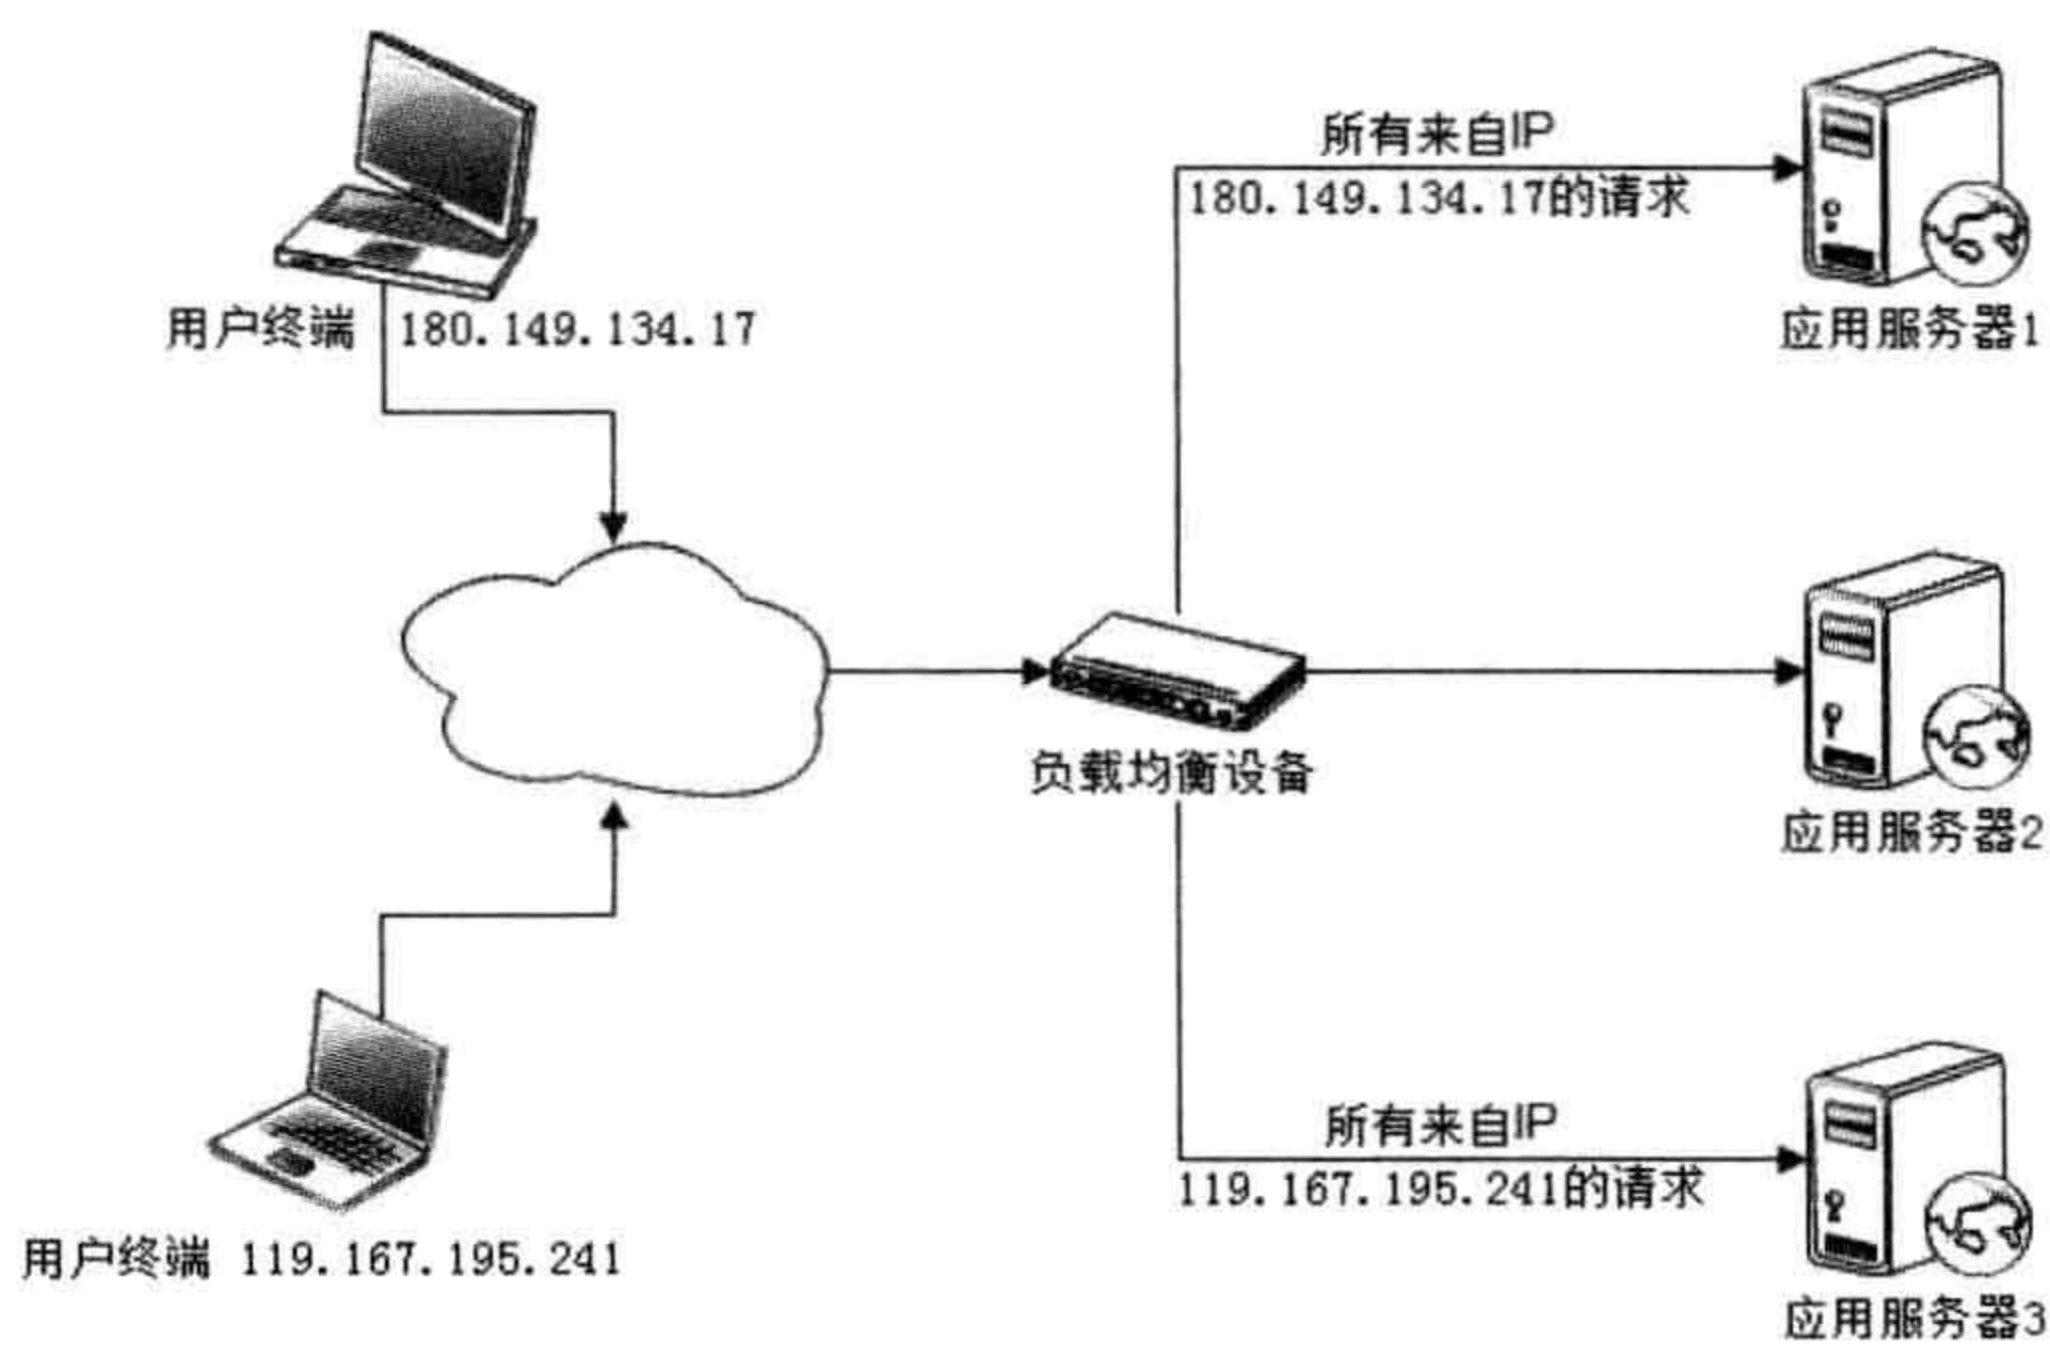 所有来自IP
180.149.134.17的请求
用户终端 180.149.134.17
应用服务器1
负载均衡设备
应用服务器2
所有来自IP
119.167.195.241的请求
用户终端 119.167.195.241
应用服务器3